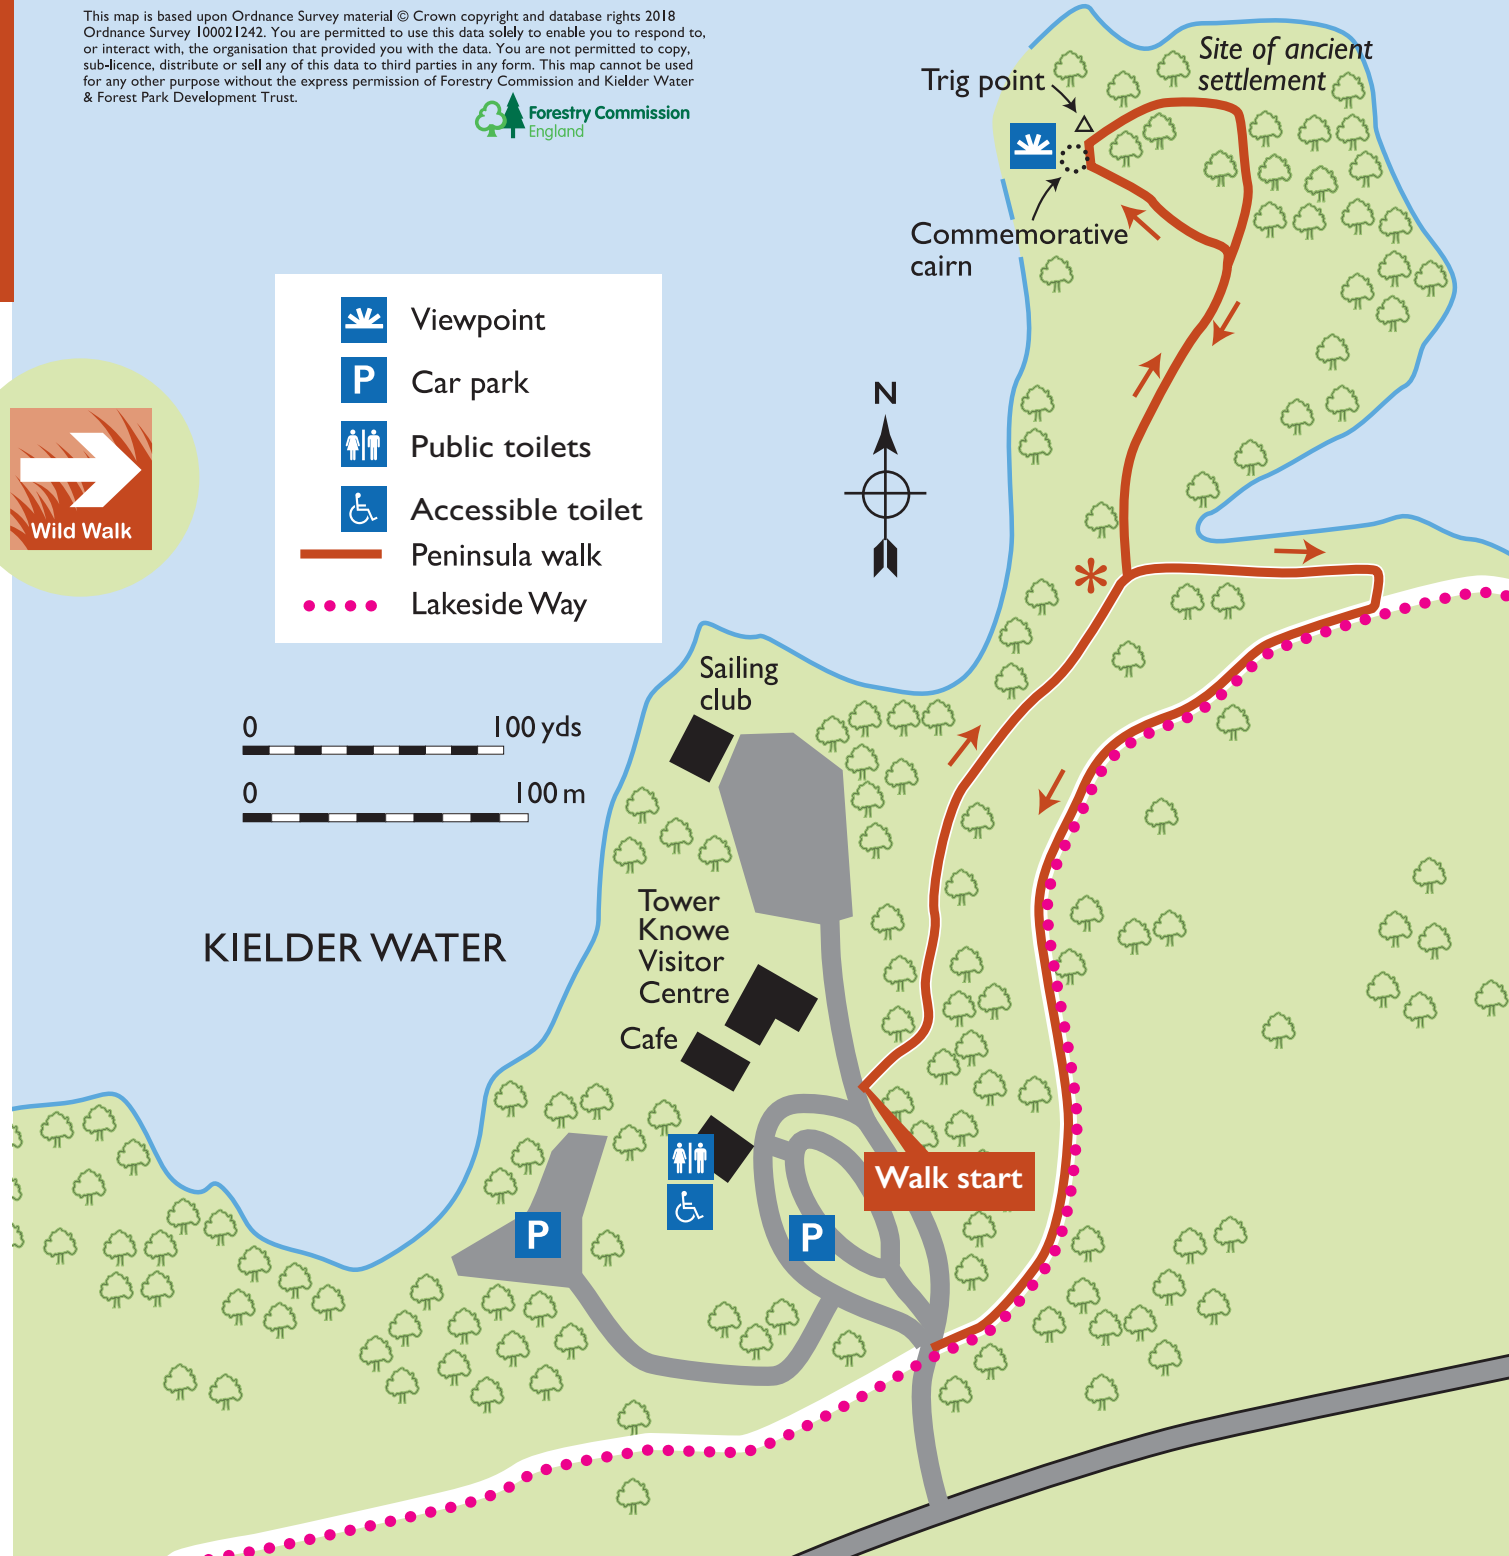 This map is based upon Ordnance Survey material © Crown copyright and database rights 2018
Ordnance Survey 100021242. You are permitted to use this data solely to enable you to respond to,
or interact with, the organisation that provided you with the data. You are not permitted to copy,
sub-licence, distribute or sell any of this data to third parties in any form. This map cannot be used
for any other purpose without the express permission of Forestry Commission and Kielder Water
& Forest Park Development Trust.
Forestry Commission
England
Site of ancient
settlement
Trig point
Commemorative
cairn
Viewpoint
P
Car park
Public toilets
Accessible toilet
Peninsula walk
Lakeside Way
Wild Walk
N
*
Sailing
club
0
100 yds
0
100 m
Tower
Knowe
Visitor
Centre
KIELDER WATER
Cafe
Walk start
P
P